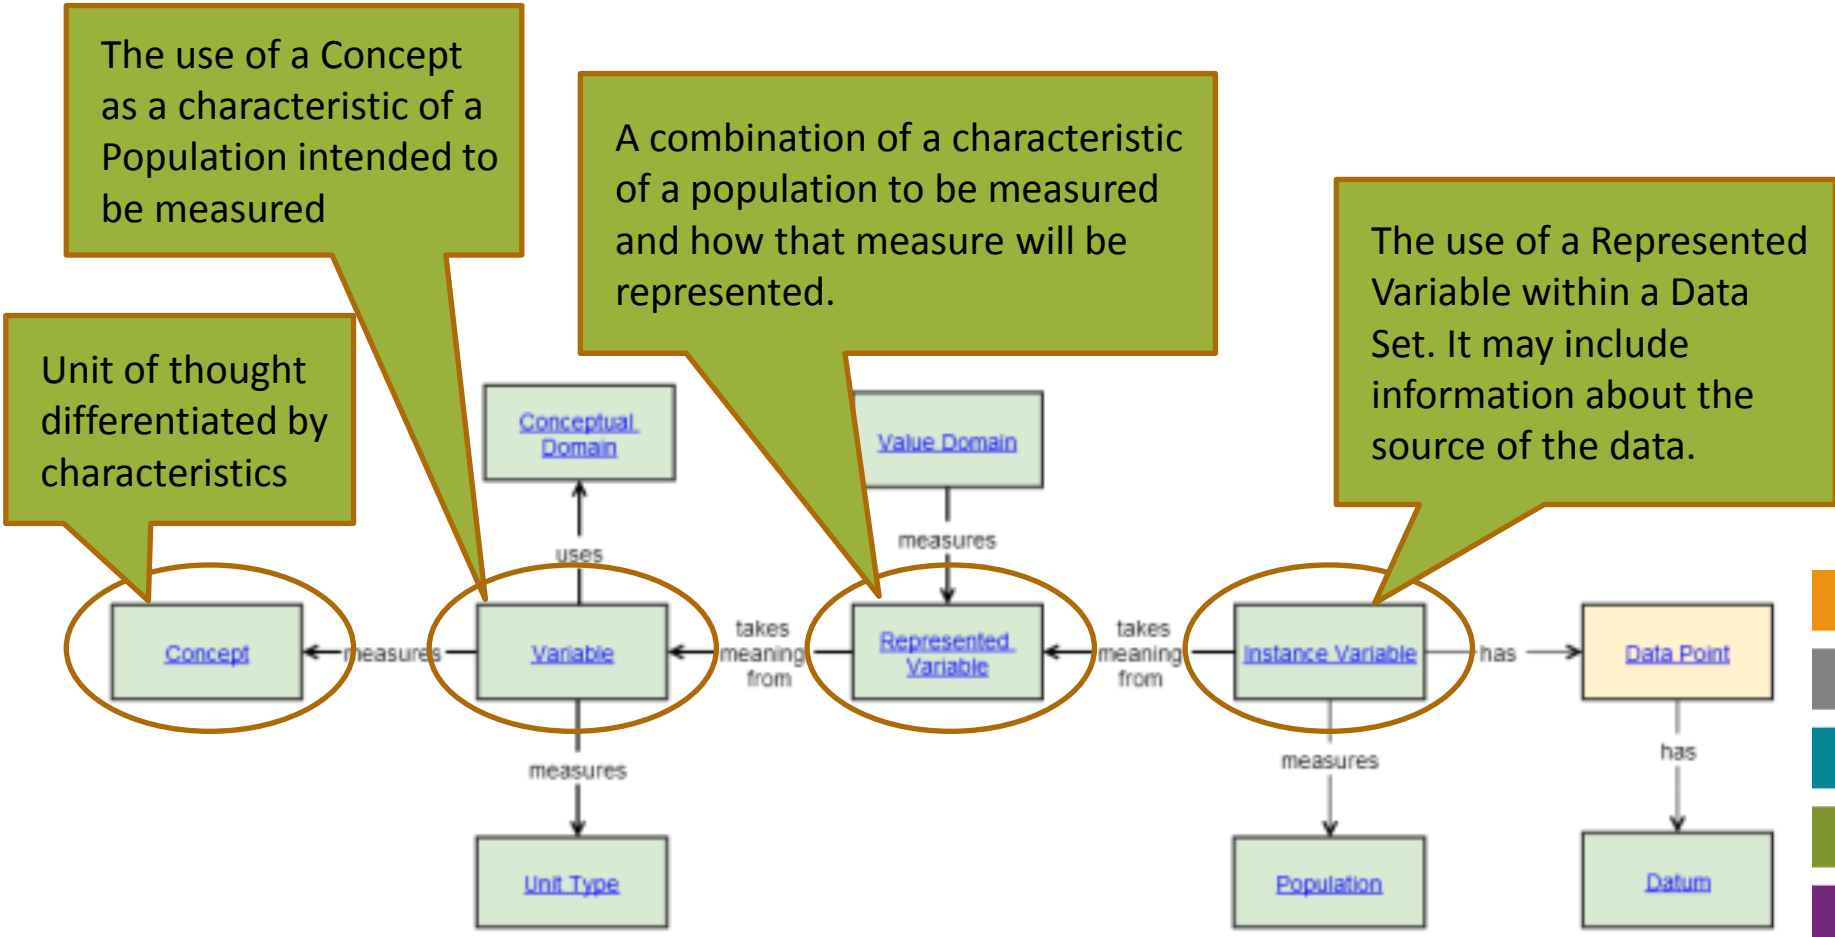 The use of a Concept
as a characteristic of a
Population intended to
be measured
A combination of a characteristic
of a population to be measured
and how that measure will be
represented.
The use of a Represented
Variable within a Data
Set. It may include
information about the
source of the data.
Unit of thought
differentiated by
characteristics
Conceptual
Domain
Value Domain
uses
measures
Concept
measures
Variable
takes
meaning
from
Represented
Variable
takes
meaning
from
Instance Variable
has
Data Point
measures
measures
has
Unit Type
Population
Datum